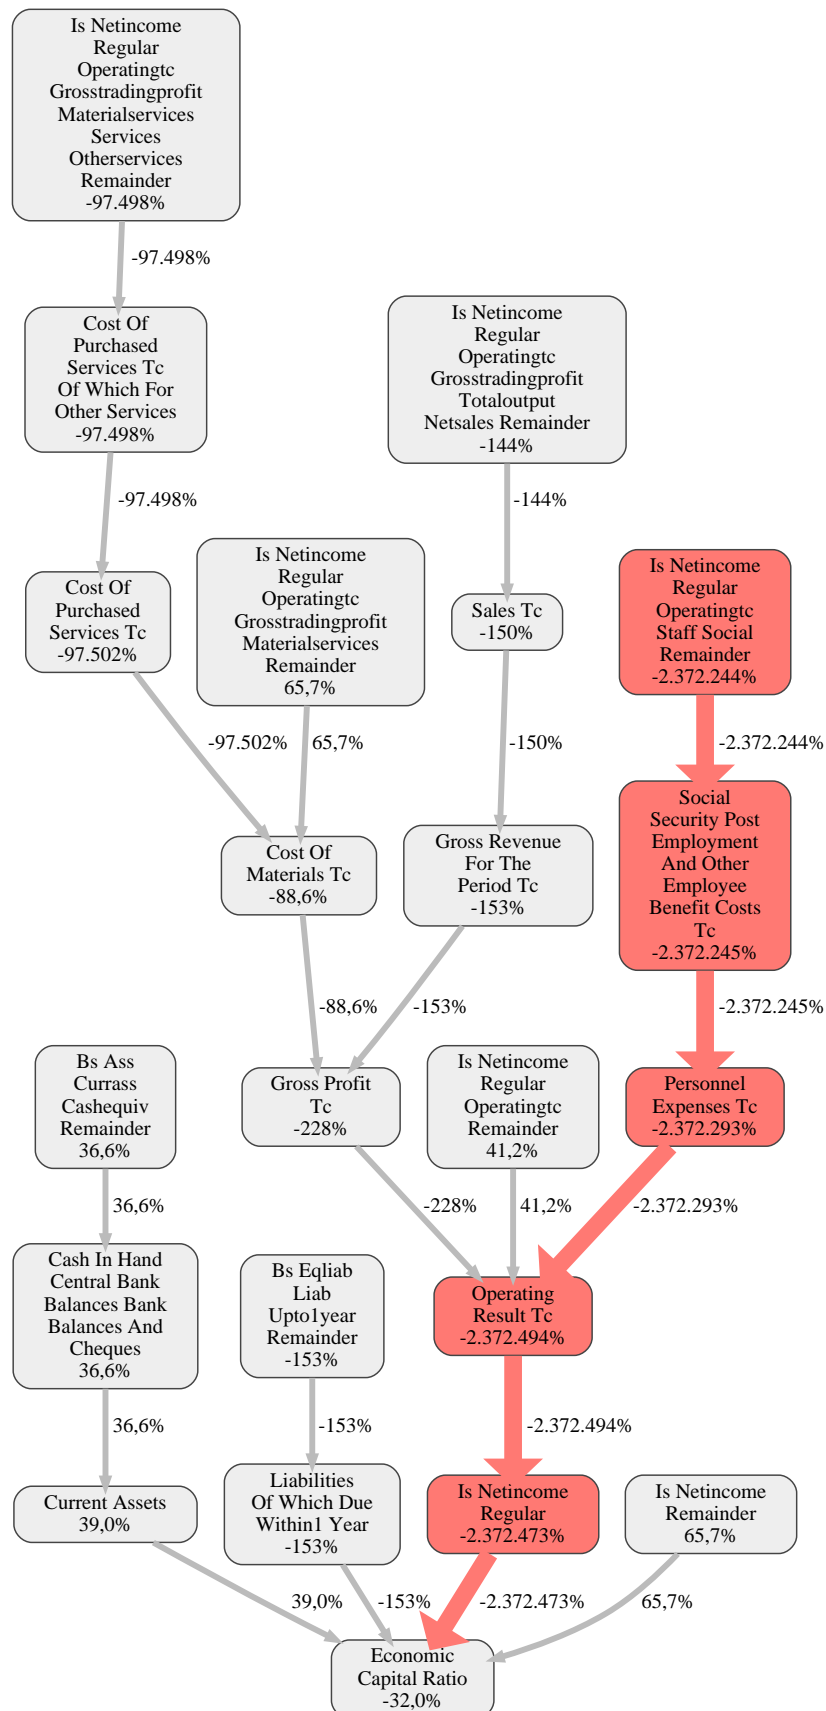 Is Netincome
Regular
Operatingtc
Grosstradingprofit
Materialservices
Services
Otherservices
Remainder
-97.498%
-97.498%
Cost Of
Purchased
Services Tc
Of Which For
Other Services
-97.498%
Is Netincome
Regular
Operatingtc
Grosstradingprofit
Totaloutput
Netsales Remainder
-144%
-97.498%
-144%
Cost Of
Purchased
Services Tc
-97.502%
Is Netincome
Regular
Operatingtc
Grosstradingprofit
Materialservices
Remainder
65,7%
Sales Tc
-150%
Is Netincome
Regular
Operatingtc
Staff Social
Remainder
-2.372.244%
-97.502%
65,7%
-150%
-2.372.244%
Cost Of
Materials Tc
-88,6%
Gross Revenue
For The
Period Tc
-153%
Social
Security Post
Employment
And Other
Employee
Benefit Costs
Tc
-2.372.245%
-88,6%
-153%
-2.372.245%
Bs Ass
Currass
Cashequiv
Remainder
36,6%
Gross Profit
Tc
-228%
Is Netincome
Regular
Operatingtc
Remainder
41,2%
Personnel
Expenses Tc
-2.372.293%
36,6%
-228%
41,2%
-2.372.293%
Cash In Hand
Central Bank
Balances Bank
Balances And
Cheques
36,6%
Bs Eqliab
Liab
Upto1year
Remainder
-153%
Operating
Result Tc
-2.372.494%
36,6%
-153%
-2.372.494%
Current Assets
39,0%
Liabilities
Of Which Due
Within1 Year
-153%
Is Netincome
Regular
-2.372.473%
Is Netincome
Remainder
65,7%
39,0%
-153%
-2.372.473%
65,7%
Economic
Capital Ratio
-32,0%